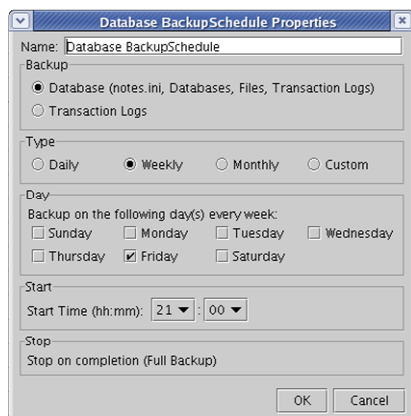 Database BackupSchedule Properties
Name: Database BackupSchedule
Backup
Database (notes.ini, Databases, Files, Transaction Logs)
Transaction Logs
Type
Daily Weekly Monthly Custom
Day
Backup on the following day(s) every week:
Sunday Monday Tuesday Wednesday
Thursday Friday Saturday
Start
Start Time (hh:mm): 21 : 00
Stop
Stop on completion (Full Backup)
OK Cancel